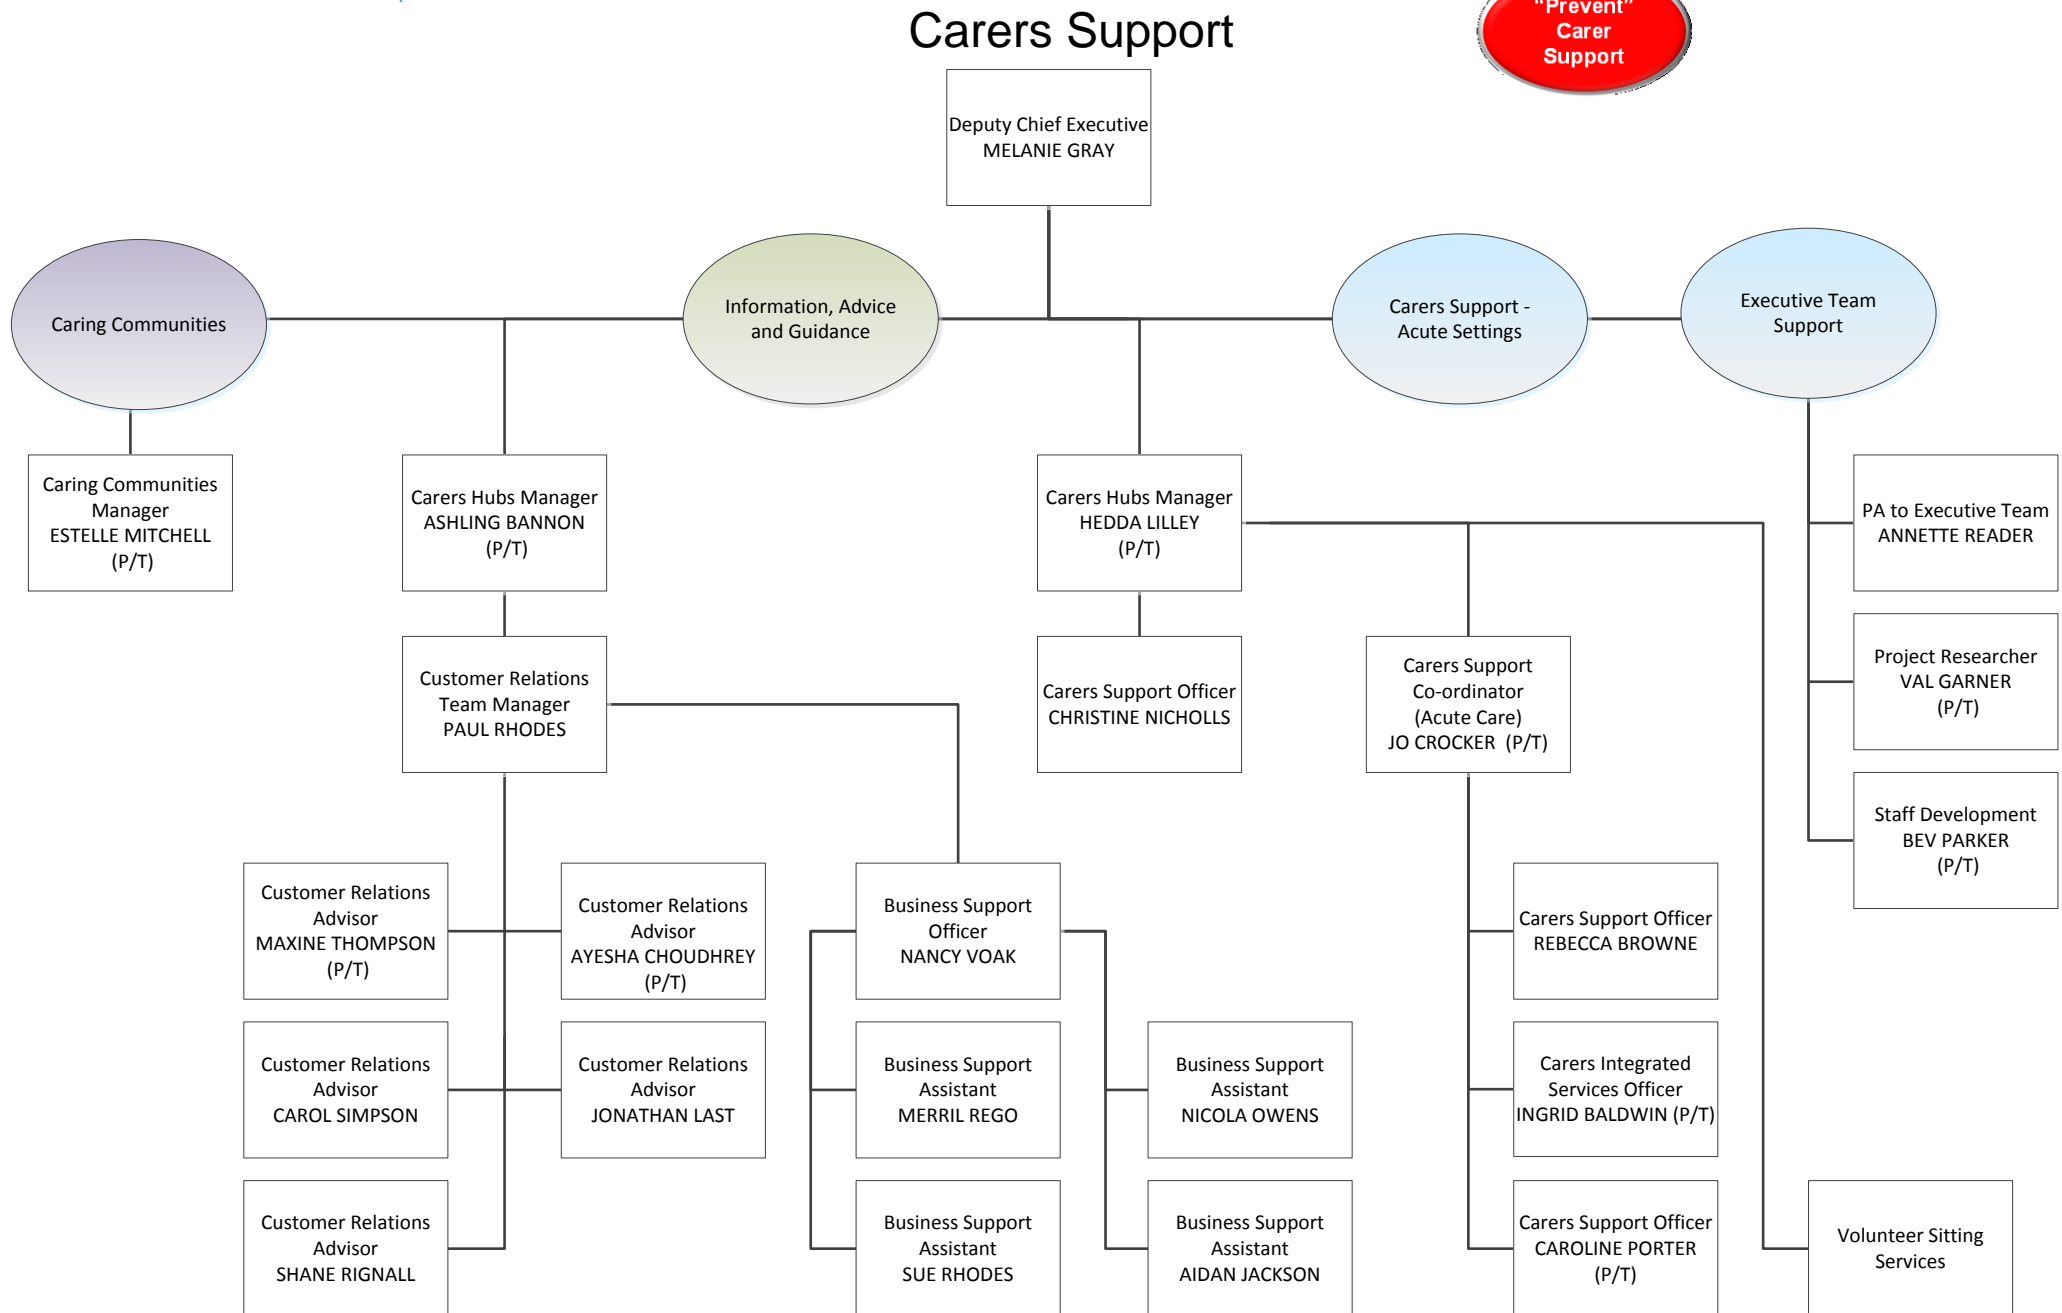 Carers Support
"Prevent"
Carer
Support
Deputy Chief Executive
MELANIE GRAY
Caring Communities
Information, Advice
and Guidance
Carers Support -
Acute Settings
Executive Team
Support
Caring Communities
Manager
ESTELLE MITCHELL
(P/T)
Carers Hubs Manager
ASHLING BANNON
(P/T)
Carers Hubs Manager
HEDDA LILLEY
(P/T)
PA to Executive Team
ANNETTE READER
Customer Relations
Team Manager
PAUL RHODES
Carers Support Officer
CHRISTINE NICHOLLS
Carers Support
Co-ordinator
(Acute Care)
JO CROCKER (P/T)
Project Researcher
VAL GARNER
(P/T)
Staff Development
BEV PARKER
(P/T)
Customer Relations
Advisor
MAXINE THOMPSON
(P/T)
Customer Relations
Advisor
AYESHA CHOUDHREY
(P/T)
Business Support
Officer
NANCY VOAK
Carers Support Officer
REBECCA BROWNE
Customer Relations
Advisor
CAROL SIMPSON
Customer Relations
Advisor
JONATHAN LAST
Business Support
Assistant
MERRIL REGO
Business Support
Assistant
NICOLA OWENS
Carers Integrated
Services Officer
INGRID BALDWIN (P/T)
Customer Relations
Advisor
SHANE RIGNALL
Business Support
Assistant
SUE RHODES
Business Support
Assistant
AIDAN JACKSON
Carers Support Officer
CAROLINE PORTER
(P/T)
Volunteer Sitting
Services